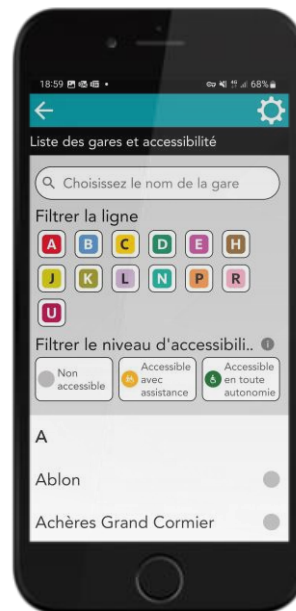 18:59
68%
Liste des gares et accessibilité
Choisissez le nom de la gare
Filtrer la ligne
A B C D E H
J K L N P R
U
Filtrer le niveau d'accessibili..
Non
accessible
Accessible
avec
assistance
Accessible
en toute
autonomie
A
Ablon
Achères Grand Cormier